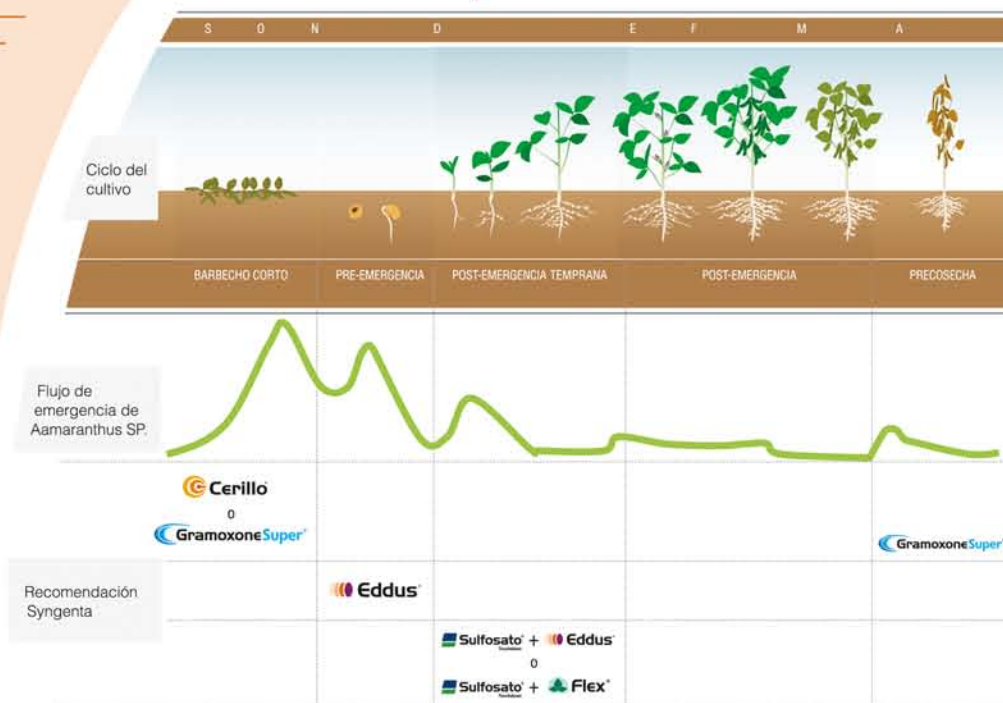 S O N D E F M A
Ciclo del
cultivo
BARBECHO CORTO PRE-EMERGENCIA POST-EMERGENCIA TEMPRANA POST-EMERGENCIA PRECOSECHA
Flujo de
emergencia de
Aamaranthus SP.
Cerillo
o
GramoxoneSuper®
GramoxoneSuper®
Recomendación
Syngenta
Eddus®
Sulfosato® + Eddus®
o
Sulfosato® + Flex®